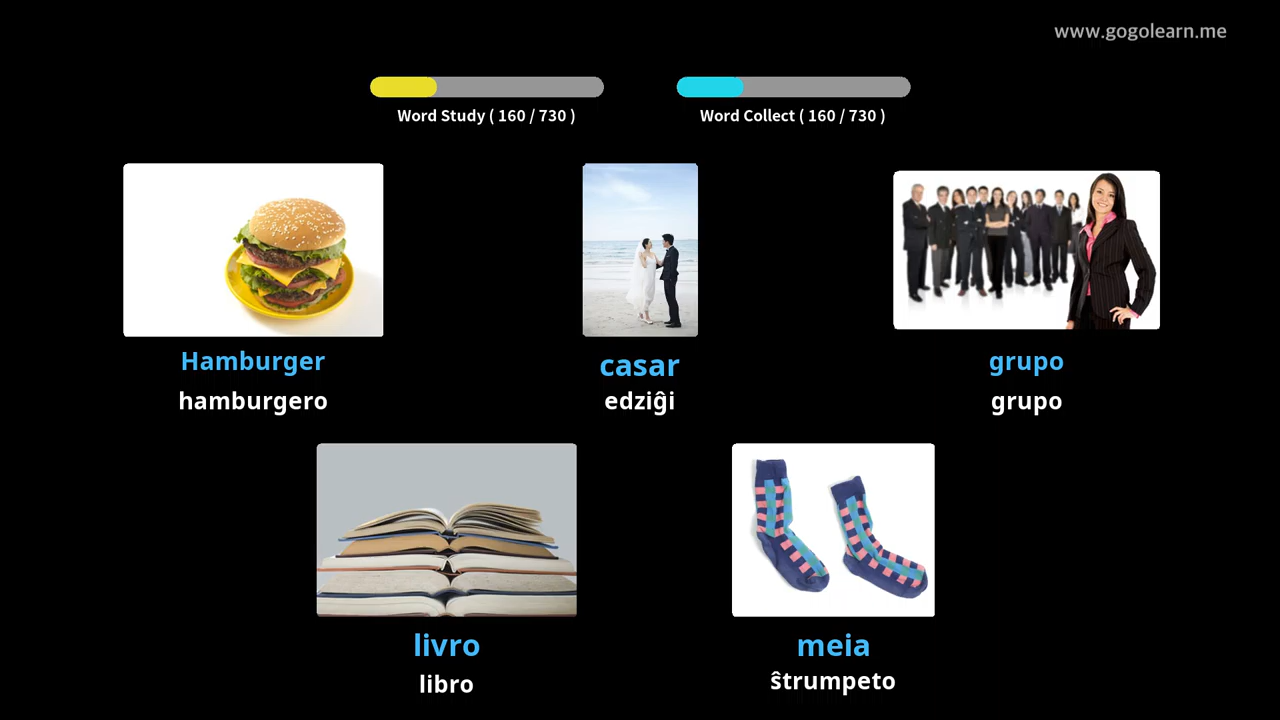 www.gogolearn.me
Word Study ( 160 / 730 )
Word Collect ( 160 / 730 )
Hamburger
hamburgero
casar
edziĝi
grupo
grupo
livro
libro
meia
ŝtrumpeto